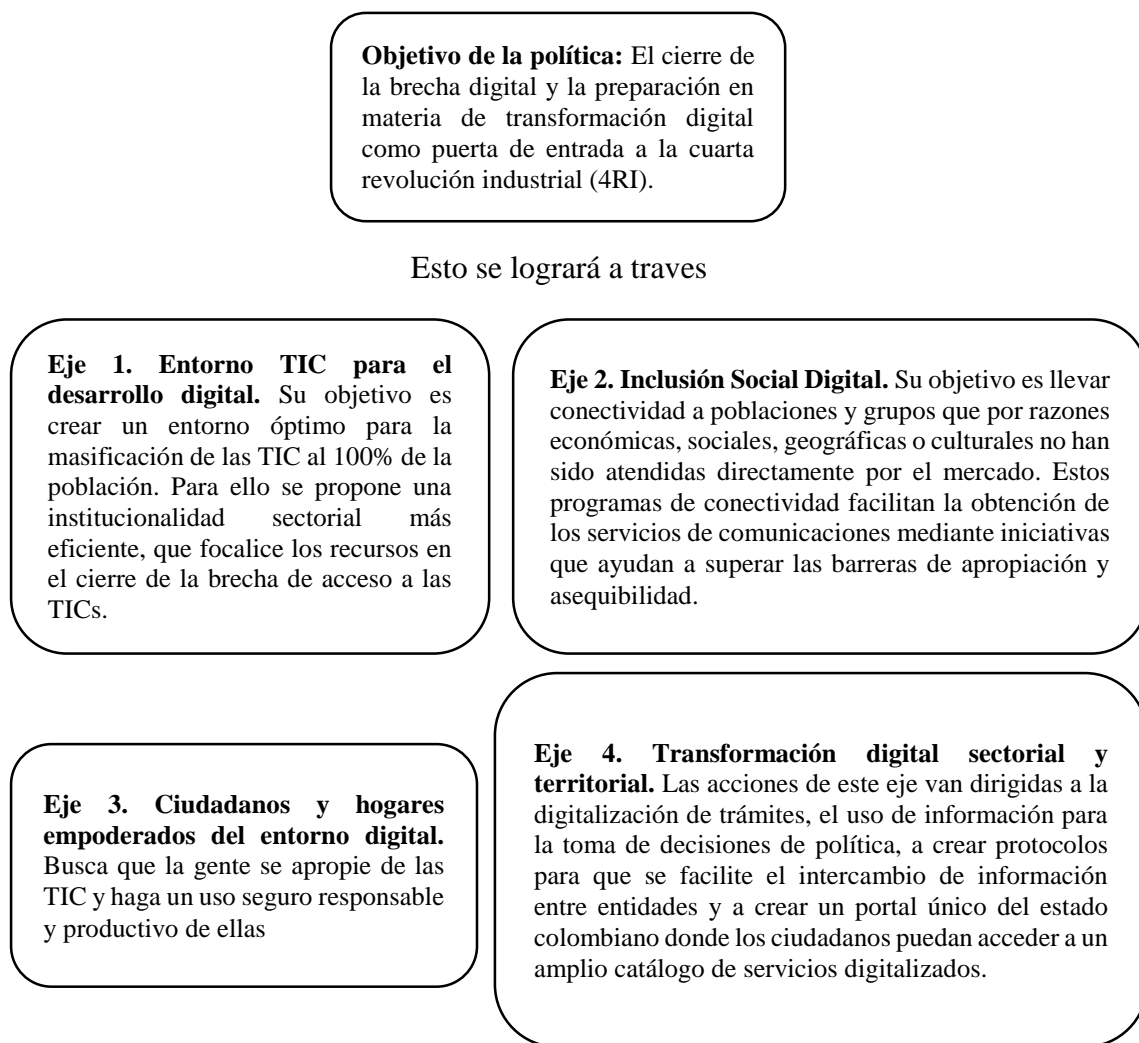 Objetivo de la política: El cierre de
la brecha digital y la preparación en
materia de transformación digital
como puerta de entrada a la cuarta
revolución industrial (4RI).
Esto se logrará a traves
Eje 1. Entorno TIC para el
desarrollo digital. Su objetivo es
crear un entorno óptimo para la
masificación de las TIC al 100% de la
población. Para ello se propone una
institucionalidad sectorial más
eficiente, que focalice los recursos en
el cierre de la brecha de acceso a las
TICs.
Eje 2. Inclusión Social Digital. Su objetivo es llevar
conectividad a poblaciones y grupos que por razones
económicas, sociales, geográficas o culturales no han
sido atendidas directamente por el mercado. Estos
programas de conectividad facilitan la obtención de
los servicios de comunicaciones mediante iniciativas
que ayudan a superar las barreras de apropiación y
asequibilidad.
Eje 3. Ciudadanos y hogares
empoderados del entorno digital.
Busca que la gente se apropie de las
TIC y haga un uso seguro responsable
y productivo de ellas
Eje 4. Transformación digital sectorial y
territorial. Las acciones de este eje van dirigidas a la
digitalización de trámites, el uso de información para
la toma de decisiones de política, a crear protocolos
para que se facilite el intercambio de información
entre entidades y a crear un portal único del estado
colombiano donde los ciudadanos puedan acceder a un
amplio catálogo de servicios digitalizados.